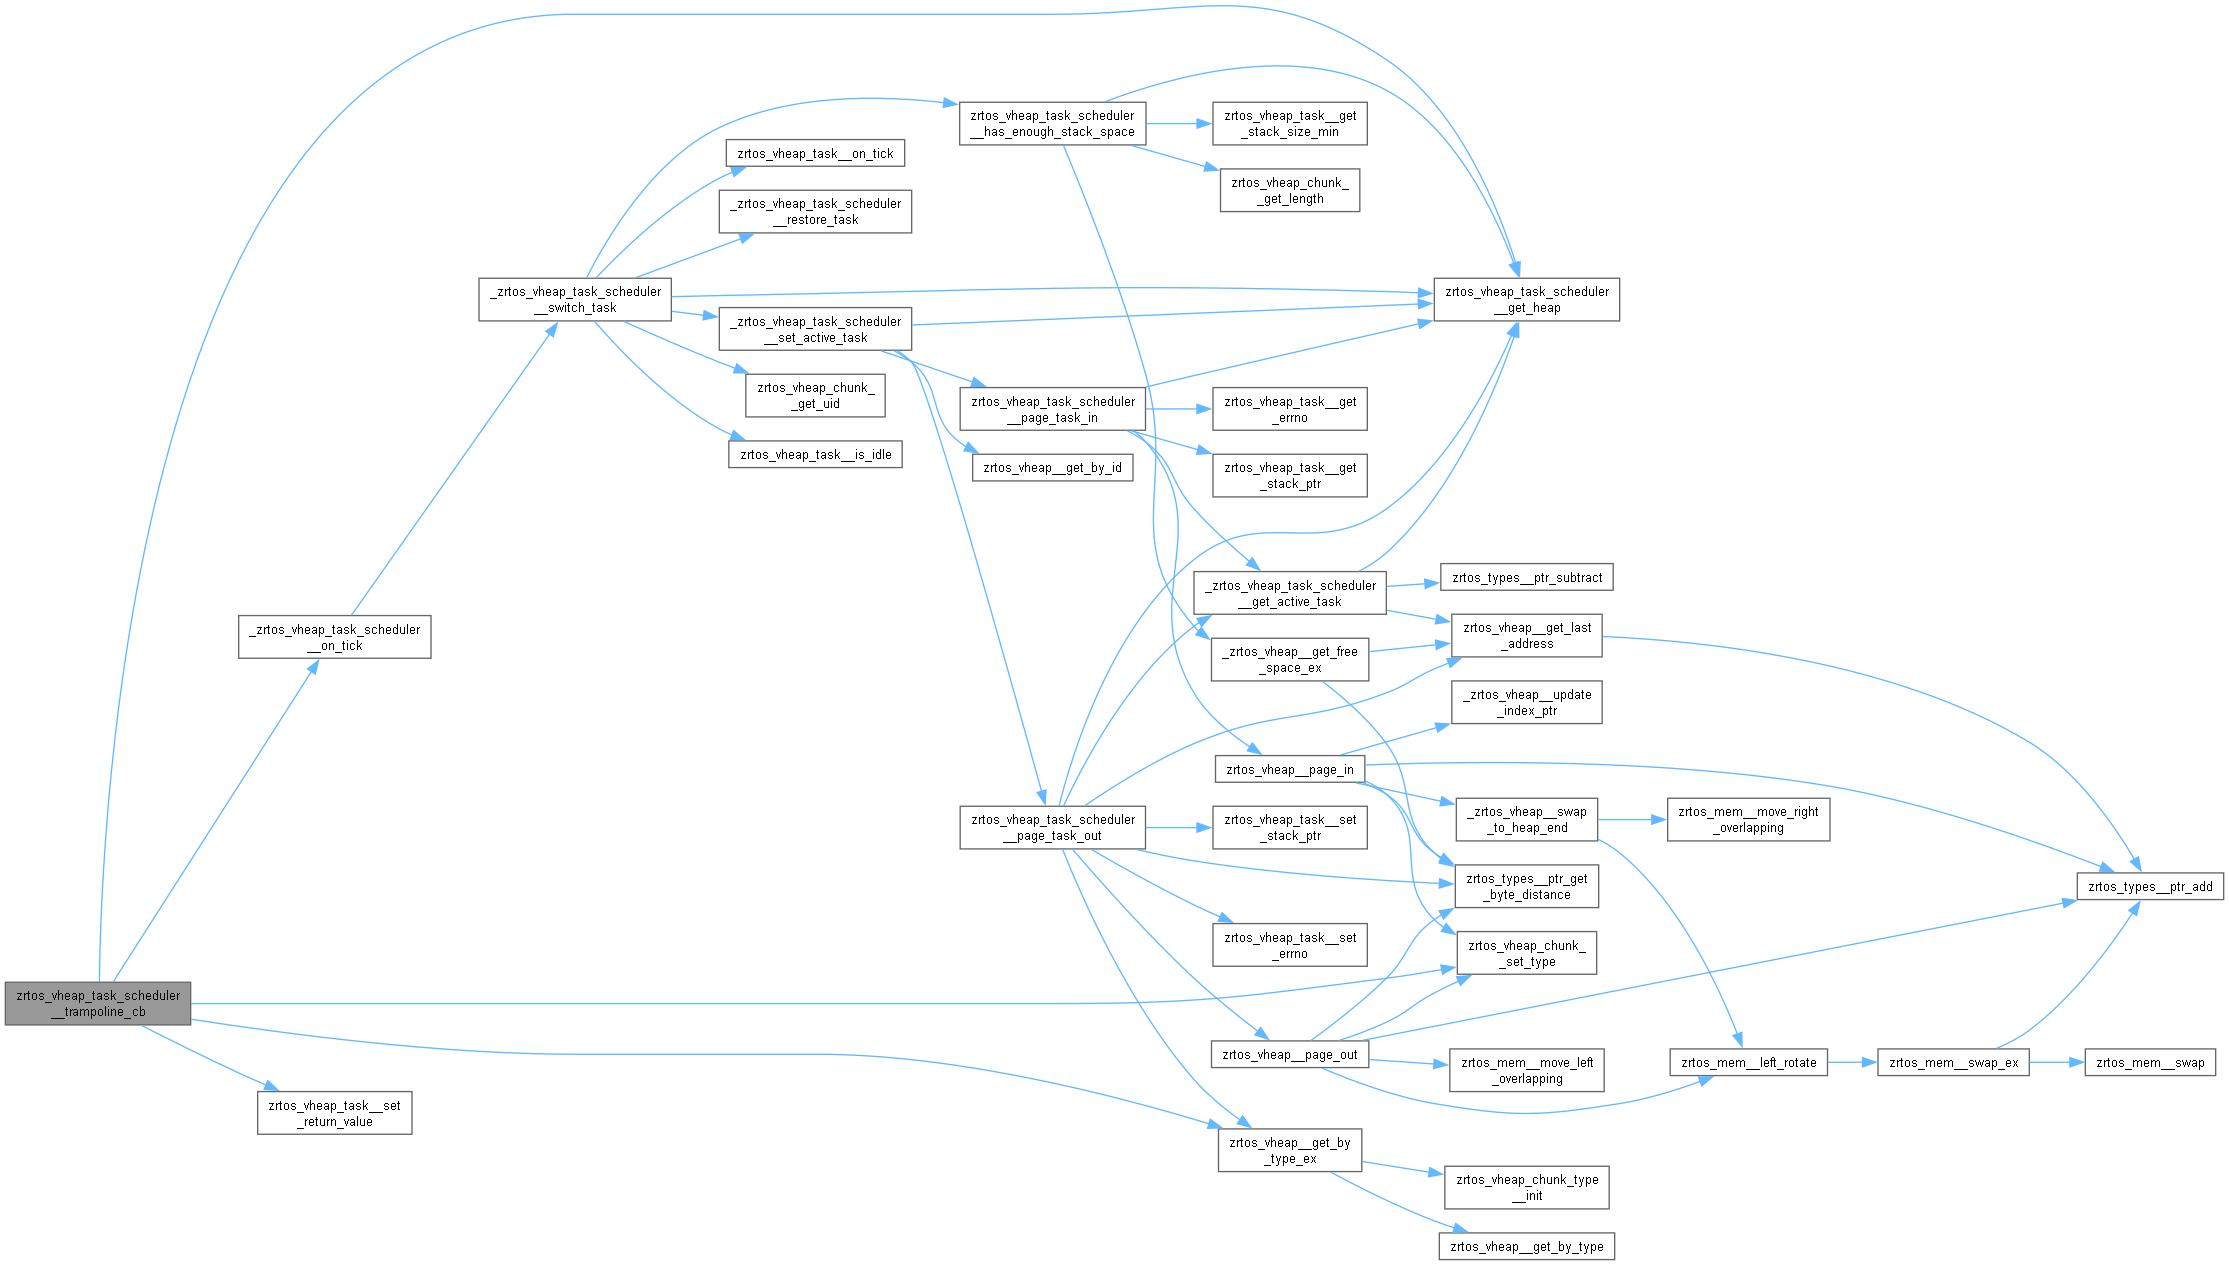 zrtos_vheap_task_scheduler
__trampoline_cb
_zrtos_vheap_task_scheduler
__on_tick
zrtos_vheap_task__set
_return_value
_zrtos_vheap_task_scheduler
__switch_task
zrtos_vheap_task__on_tick
_zrtos_vheap_task_scheduler
__restore_task
_zrtos_vheap_task_scheduler
__set_active_task
zrtos_vheap_chunk_
_get_uid
zrtos_vheap_task__is_idle
zrtos_vheap_task_scheduler
__has_enough_stack_space
zrtos_vheap_task_scheduler
__page_task_in
zrtos_vheap__get_by_id
zrtos_vheap_task_scheduler
__page_task_out
zrtos_vheap_task__get
_stack_size_min
zrtos_vheap_chunk_
_get_length
zrtos_vheap_task__get
_errno
zrtos_vheap_task__get
_stack_ptr
_zrtos_vheap_task_scheduler
__get_active_task
_zrtos_vheap__get_free
_space_ex
zrtos_vheap__page_in
zrtos_vheap_task__set
_stack_ptr
zrtos_vheap_task__set
_errno
zrtos_vheap__page_out
zrtos_vheap__get_by
_type_ex
zrtos_vheap_task_scheduler
__get_heap
zrtos_types__ptr_subtract
zrtos_vheap__get_last
_address
_zrtos_vheap__update
_index_ptr
_zrtos_vheap__swap
_to_heap_end
zrtos_types__ptr_get
_byte_distance
zrtos_vheap_chunk_
_set_type
zrtos_mem__move_left
_overlapping
zrtos_vheap_chunk_type
__init
zrtos_vheap__get_by_type
zrtos_mem__move_right
_overlapping
zrtos_mem__left_rotate
zrtos_mem__swap_ex
zrtos_types__ptr_add
zrtos_mem__swap